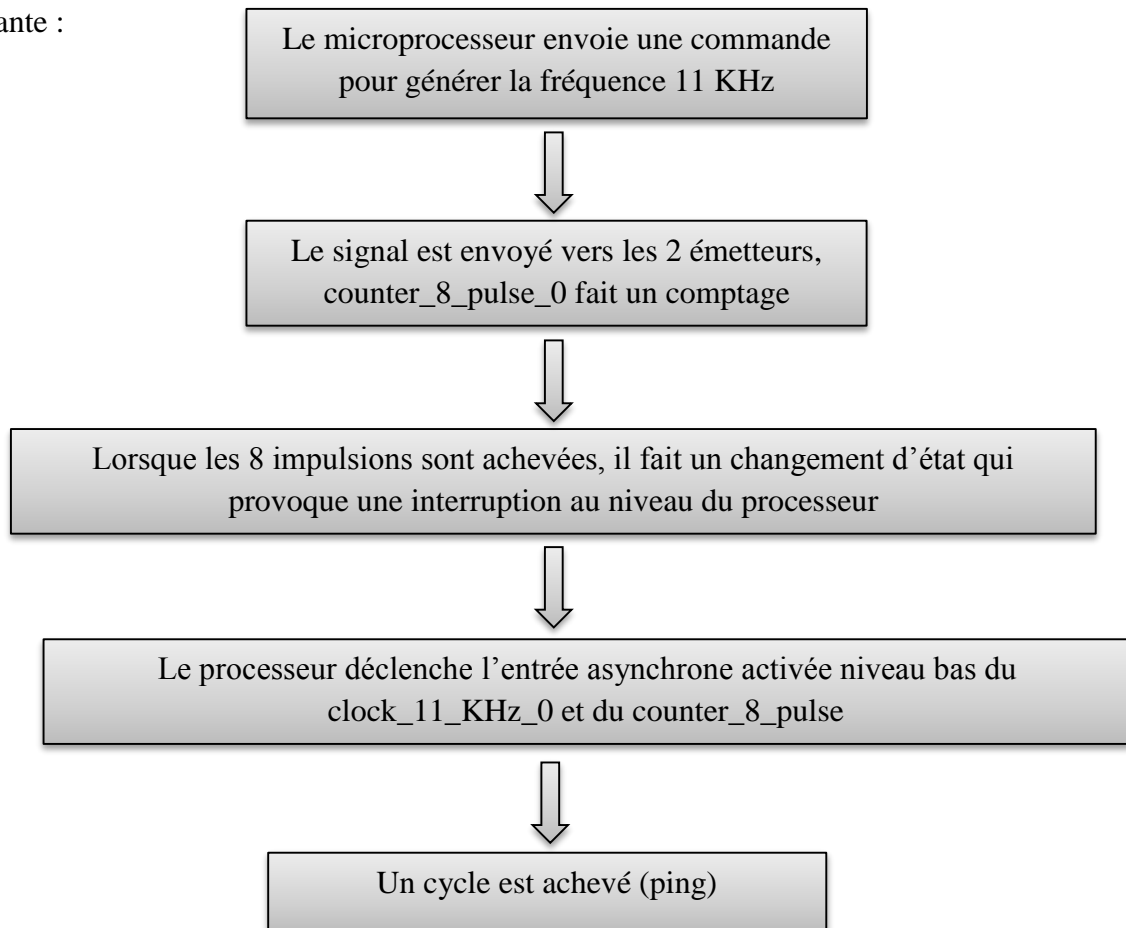 ante :
Le microprocesseur envoie une commande
pour générer la fréquence 11 KHz
Le signal est envoyé vers les 2 émetteurs,
counter_8_pulse_0 fait un comptage
Lorsque les 8 impulsions sont achevées, il fait un changement d’état qui
provoque une interruption au niveau du processeur
Le processeur déclenche l’entrée asynchrone activée niveau bas du
clock_11_KHz_0 et du counter_8_pulse
Un cycle est achevé (ping)